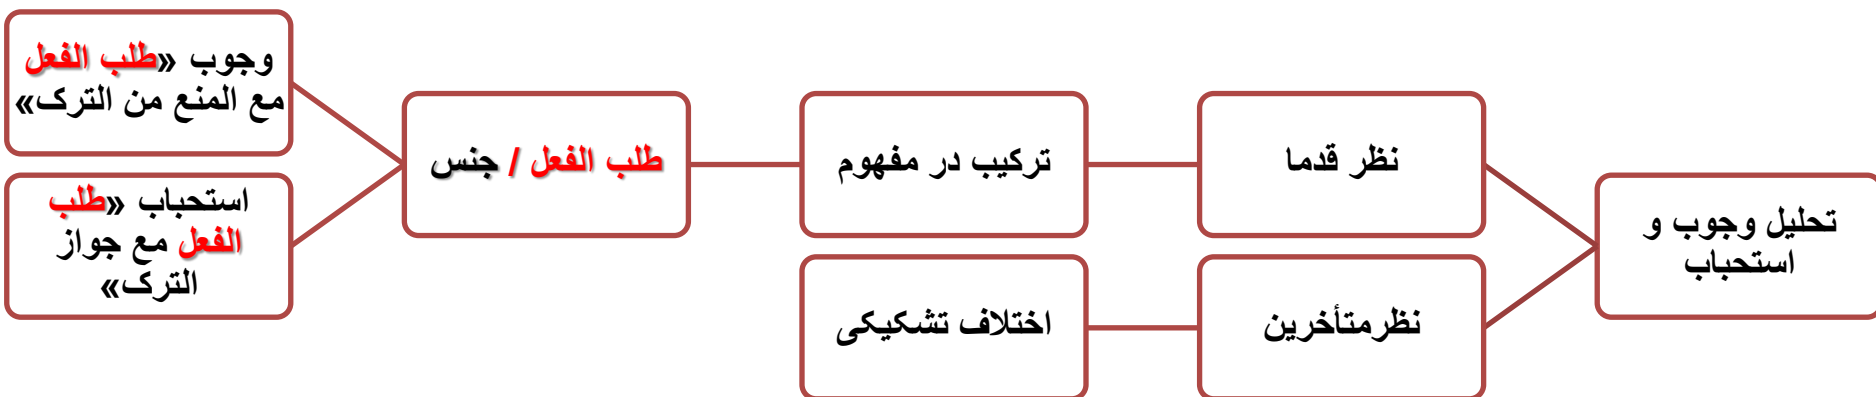 تحلیل وجوب و
استحباب
نظر قدما
ترکیب در مفهوم
طلب الفعل / جنس
وجوب «طلب الفعل
مع المنع من الترک»
استحباب «طلب
الفعل مع جواز
الترک»
نظرمتأخرین
اختلاف تشکیکی